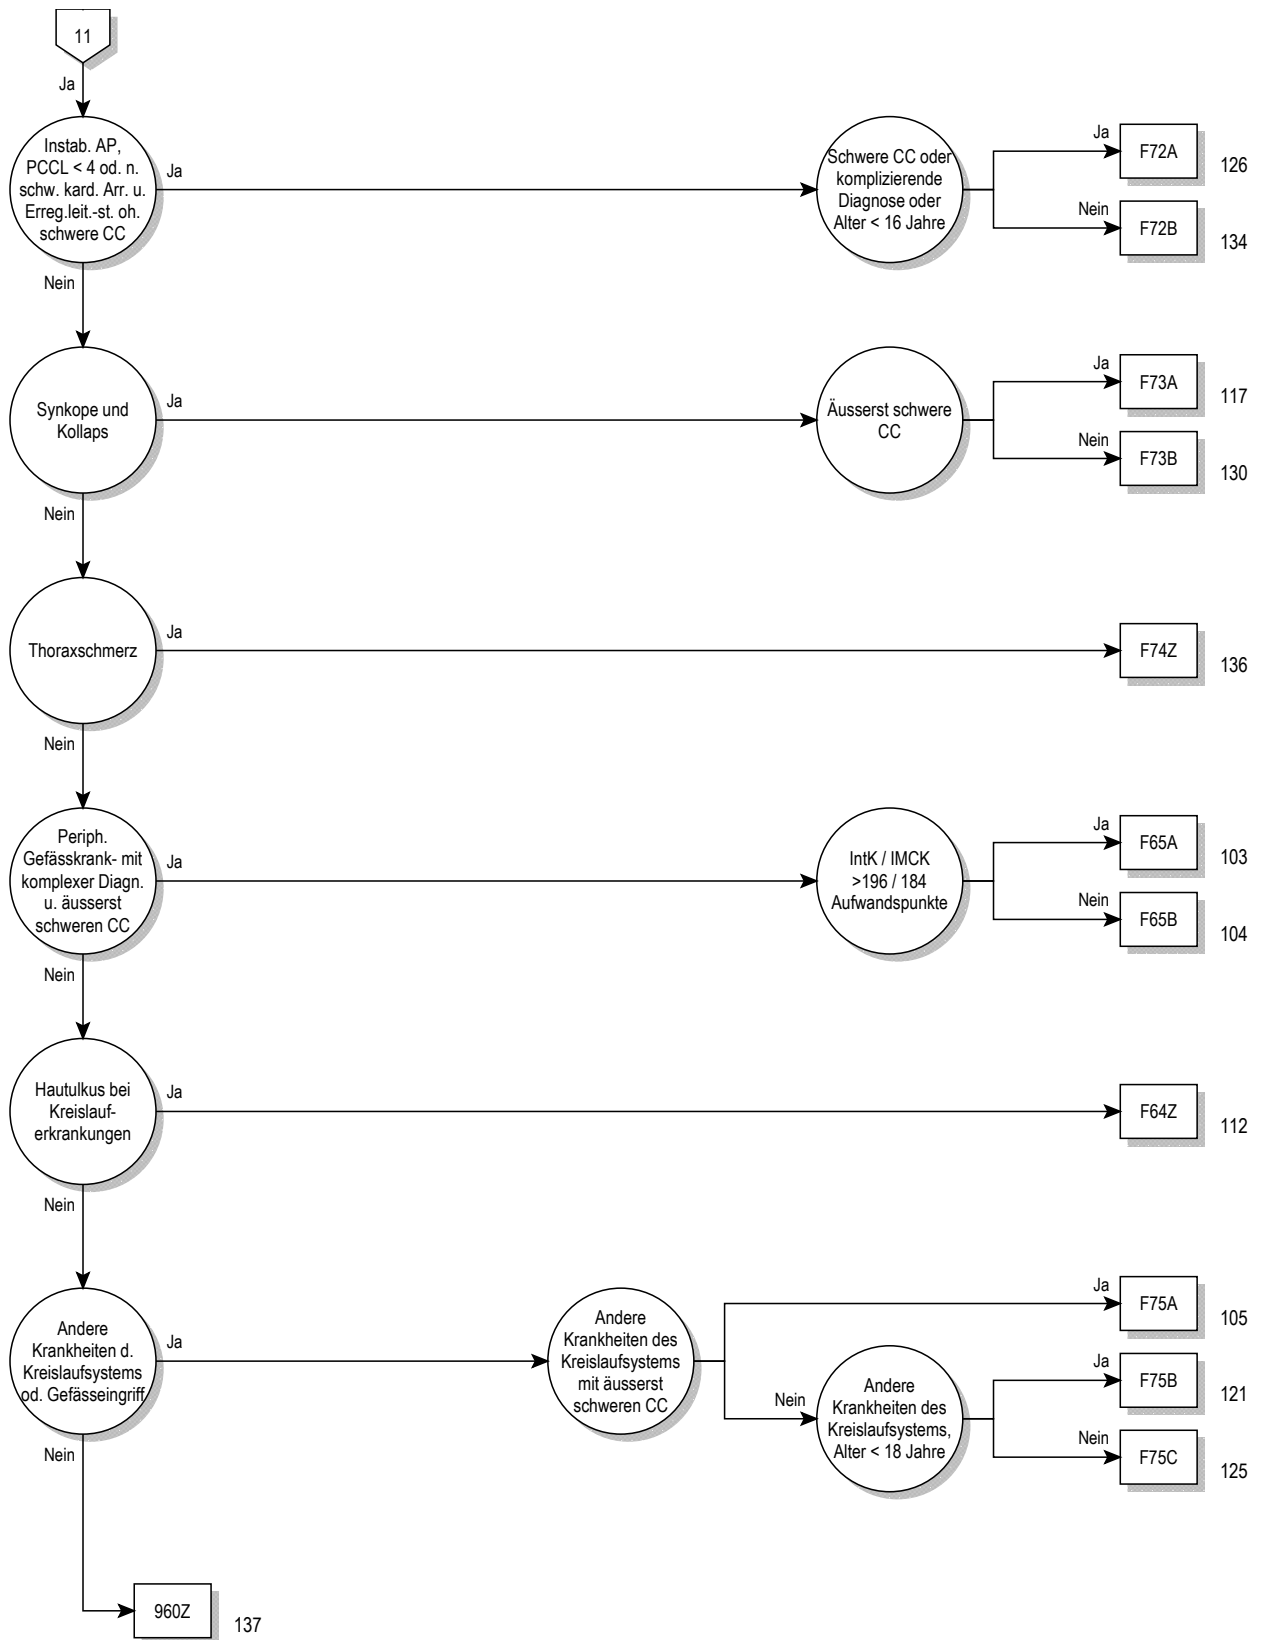 11
Ja
Instab. AP,
PCCL < 4 od. n.
schw. kard. Arr. u.
Erreg.leit.-st. oh.
schwere CC
Ja
Schwere CC oder
komplizierende
Diagnose oder
Alter < 16 Jahre
Ja
F72A
126
Nein
F72B
134
Nein
Synkope und
Kollaps
Ja
Äusserst schwere
CC
Ja
F73A
117
Nein
F73B
130
Nein
Thoraxschmerz
Ja
F74Z
136
Nein
Periph.
Gefässkrank- mit
komplexer Diagn.
u. äusserst
schweren CC
Ja
IntK / IMCK
>196 / 184
Aufwandspunkte
Ja
F65A
103
Nein
F65B
104
Nein
Hautulkus bei
Kreislauf-
erkrankungen
Ja
F64Z
112
Nein
Andere
Krankheiten d.
Kreislaufsystems
od. Gefässeingriff
Ja
Andere
Krankheiten des
Kreislaufsystems
mit äusserst
schweren CC
Ja
F75A
105
Nein
Andere
Krankheiten des
Kreislaufsystems,
Alter < 18 Jahre
Ja
F75B
121
Nein
F75C
125
Nein
960Z
137